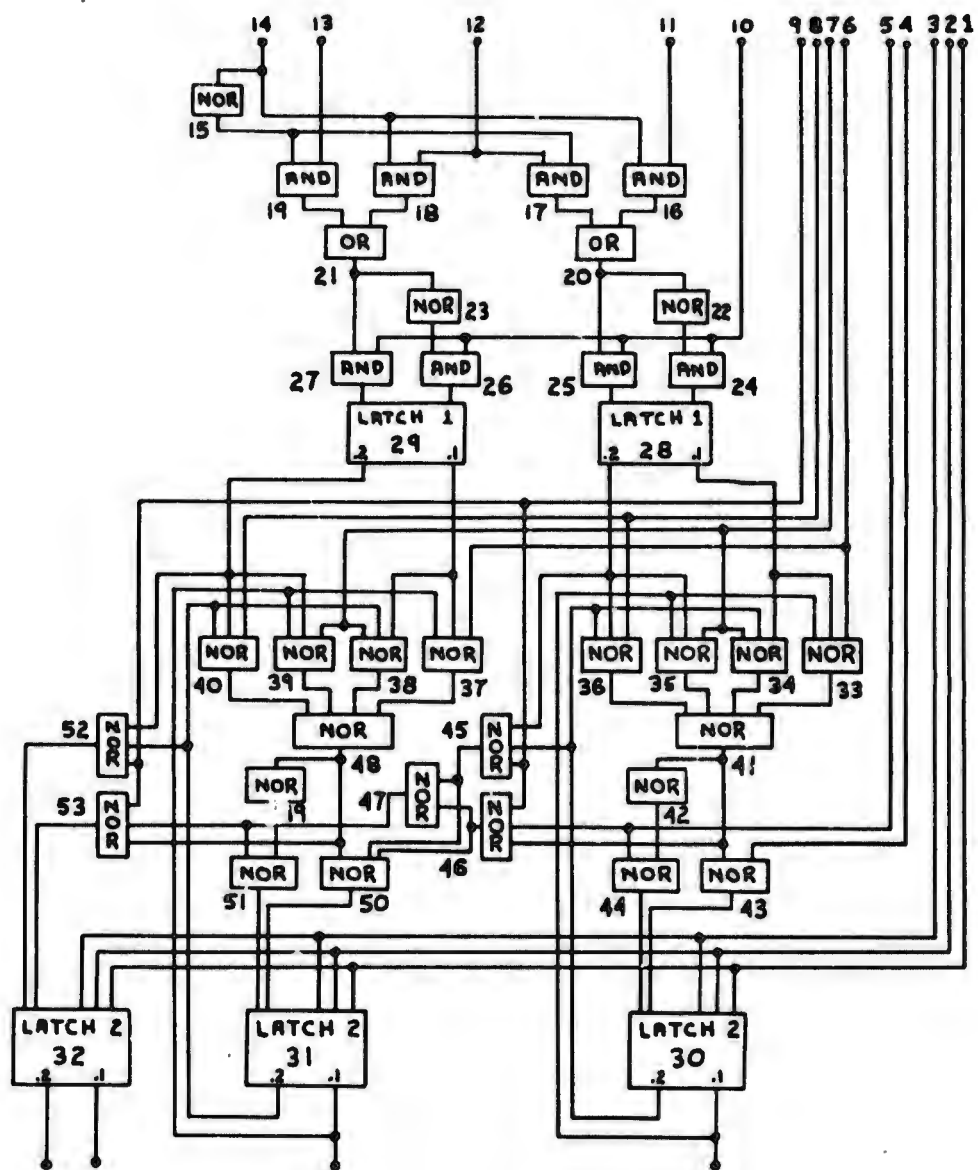 14 13 12 11 10 9 8 7 6 5 4 3 2 1
NOR
15
AND AND AND AND
19 18 17 16
OR OR
21 20
NOR 23 NOR 22
AND AND AND AND
27 26 25 24
LATCH 1 LATCH 1
29 28
.2 .1 .2 .1
NOR NOR NOR NOR NOR NOR NOR NOR
40 39 38 37 36 35 34 33
52 NOR NOR 45 NOR NOR
48 41
NOR 47 NOR NOR
53 NOR 19 NOR 42
NOR NOR 46 NOR NOR
51 50 44 43
LATCH 2 LATCH 2 LATCH 2
32 31 30
.2 .1 .2 .1 .2 .1